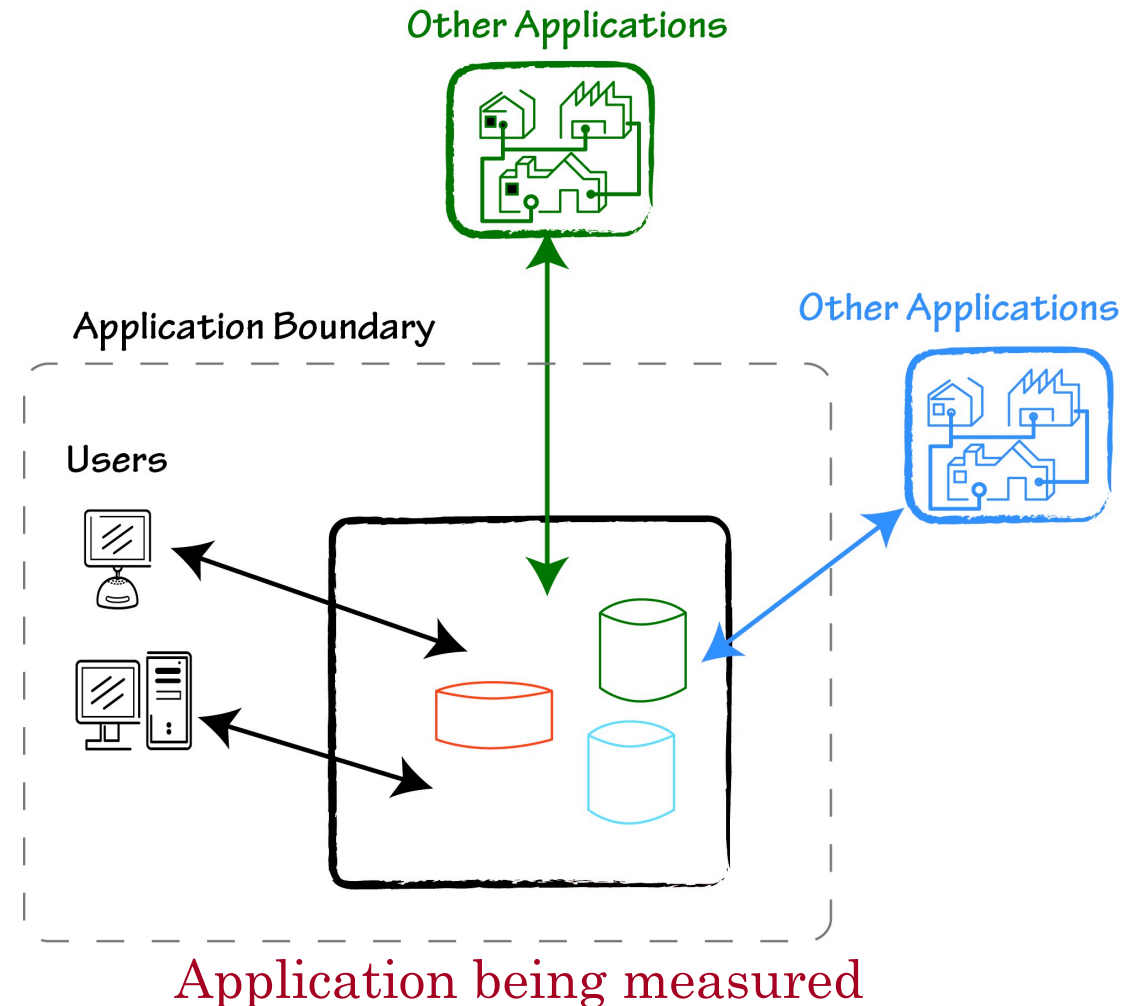 Other Applications
Other Applications
Application Boundary
Users
Application being measured